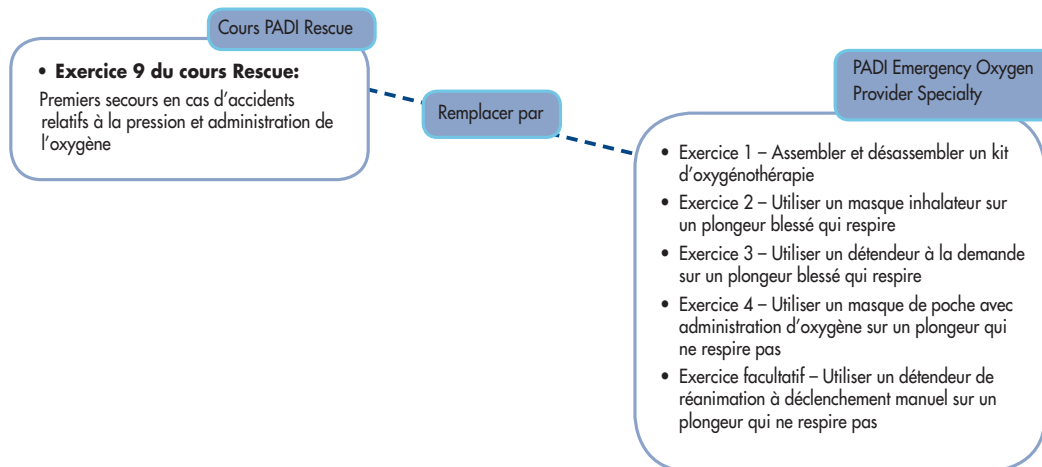 Cours PADI Rescue
• Exercice 9 du cours Rescue:
Premiers secours en cas d'accidents
relatifs à la pression et administration de
l'oxygène
Remplacer par
PADI Emergency Oxygen
Provider Specialty
• Exercice 1 – Assembler et désassembler un kit
d'oxygénothérapie
• Exercice 2 – Utiliser un masque inhalateur sur
un plongeur blessé qui respire
• Exercice 3 – Utiliser un détendeur à la demande
sur un plongeur blessé qui respire
• Exercice 4 – Utiliser un masque de poche avec
administration d'oxygène sur un plongeur qui
ne respire pas
• Exercice facultatif – Utiliser un détendeur de
réanimation à déclenchement manuel sur un
plongeur qui ne respire pas